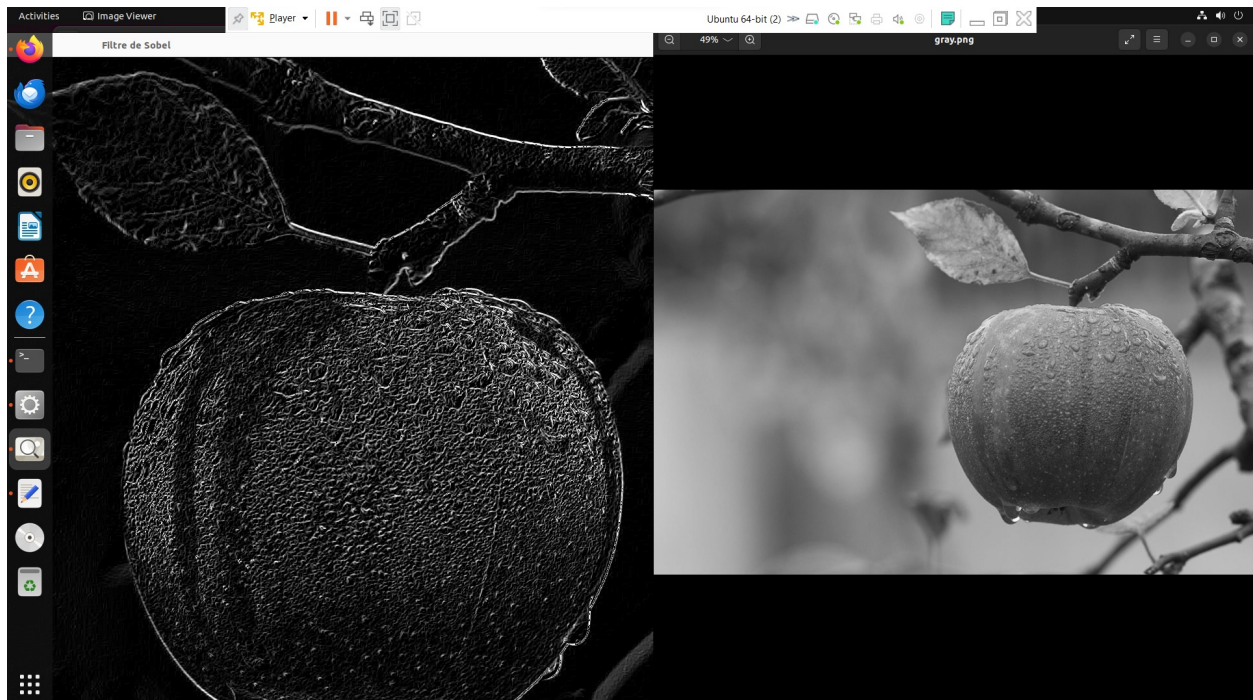 Activities Image Viewer Player Ubuntu 64-bit (2)
Filtre de Sobel
49% gray.png